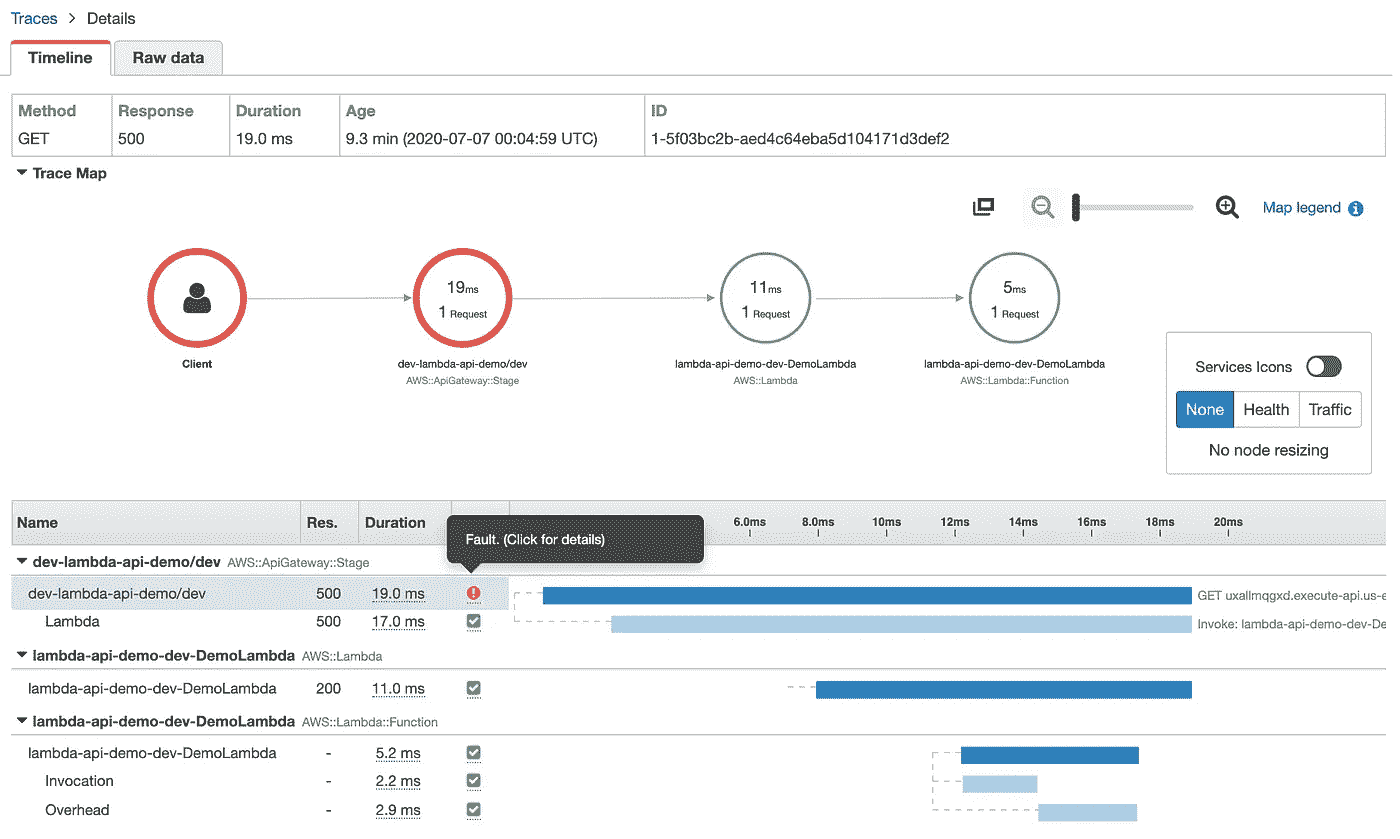 Traces > Details
Timeline Raw data
Method Response Duration Age ID
GET 500 19.0 ms 9.3 min (2020-07-07 00:04:59 UTC) 1-5f03bc2b-aed4c64eba5d104171d3def2
Trace Map
Map legend
19ms 11ms 5ms
1 Request 1 Request 1 Request
Client dev-lambda-api-demo/dev lambda-api-demo-dev-DemoLambda lambda-api-demo-dev-DemoLambda
AWS::ApiGateway::Stage AWS::Lambda AWS::Lambda::Function
Services Icons
None Health Traffic
No node resizing
Name Res. Duration 6.0ms 8.0ms 10ms 12ms 14ms 16ms 18ms 20ms
Fault. (Click for details)
dev-lambda-api-demo/dev AWS::ApiGateway::Stage
dev-lambda-api-demo/dev 500 19.0 ms GET uxallmqgxd.execute-api.us-e
Lambda 500 17.0 ms Invoke: lambda-api-demo-dev-De
lambda-api-demo-dev-DemoLambda AWS::Lambda
lambda-api-demo-dev-DemoLambda 200 11.0 ms
lambda-api-demo-dev-DemoLambda AWS::Lambda::Function
lambda-api-demo-dev-DemoLambda - 5.2 ms
Invocation - 2.2 ms
Overhead - 2.9 ms